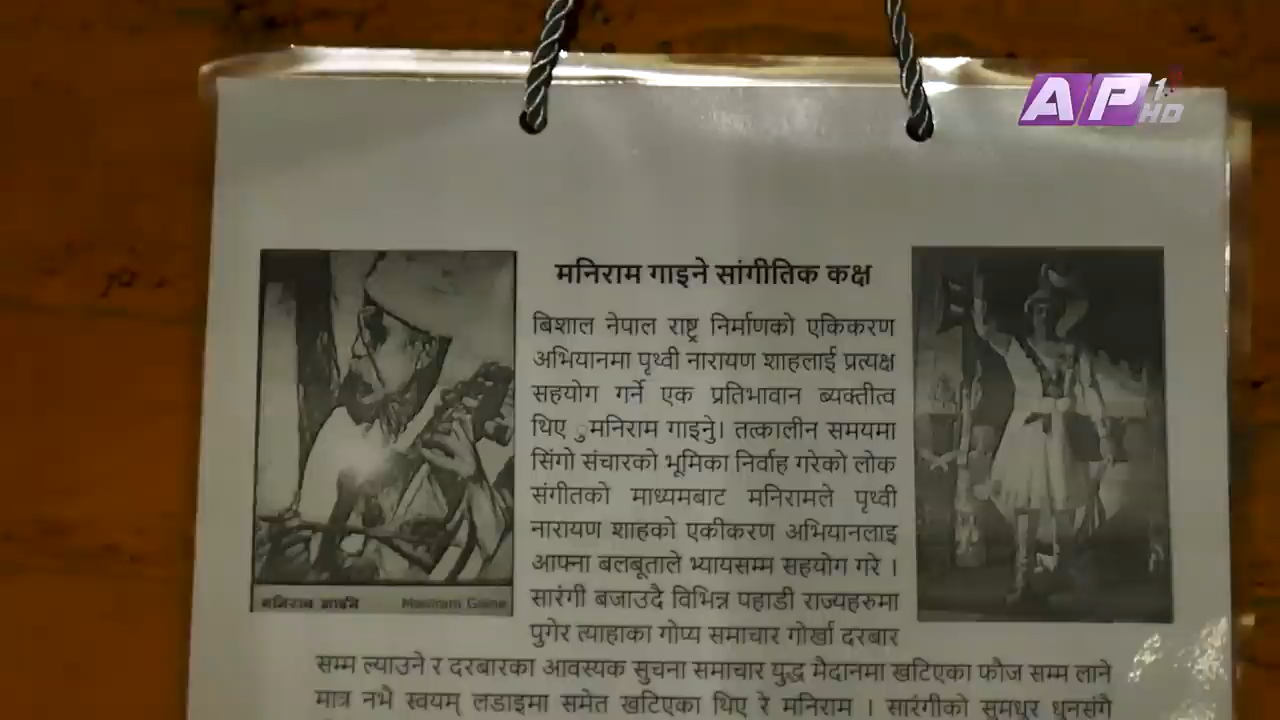 AP1 HD
मनिराम गाइने सांगीतिक कक्ष
बिशाल नेपाल राष्ट्र निर्माणको एकिकरण
अभियानमा पृथ्वी नारायण शाहलाई प्रत्यक्ष
सहयोग गर्ने एक प्रतिभावान ब्यक्तीत्व
थिए ुमनिराम गाइनेु। तत्कालीन समयमा
सिंगो संचारको भूमिका निर्वाह गरेको लोक
संगीतको माध्यमबाट मनिरामले पृथ्वी
नारायण शाहको एकीकरण अभियानलाइ
आफ्ना बलबूताले भ्यायसम्म सहयोग गरे ।
सारंगी बजाउदै विभिन्न पहाडी राज्यहरुमा
पुगेर त्याहाका गोप्य समाचार गोर्खा दरबार
सम्म ल्याउने र दरबारका आवस्यक सुचना समाचार युद्ध मैदानमा खटिएका फौज सम्म लाने
मात्र नभै स्वयम् लडाइमा समेत खटिएका थिए रे मनिराम । सारंगीको सुमधुर धुनसंगै
मनिराम गाइने Maniram Gaine